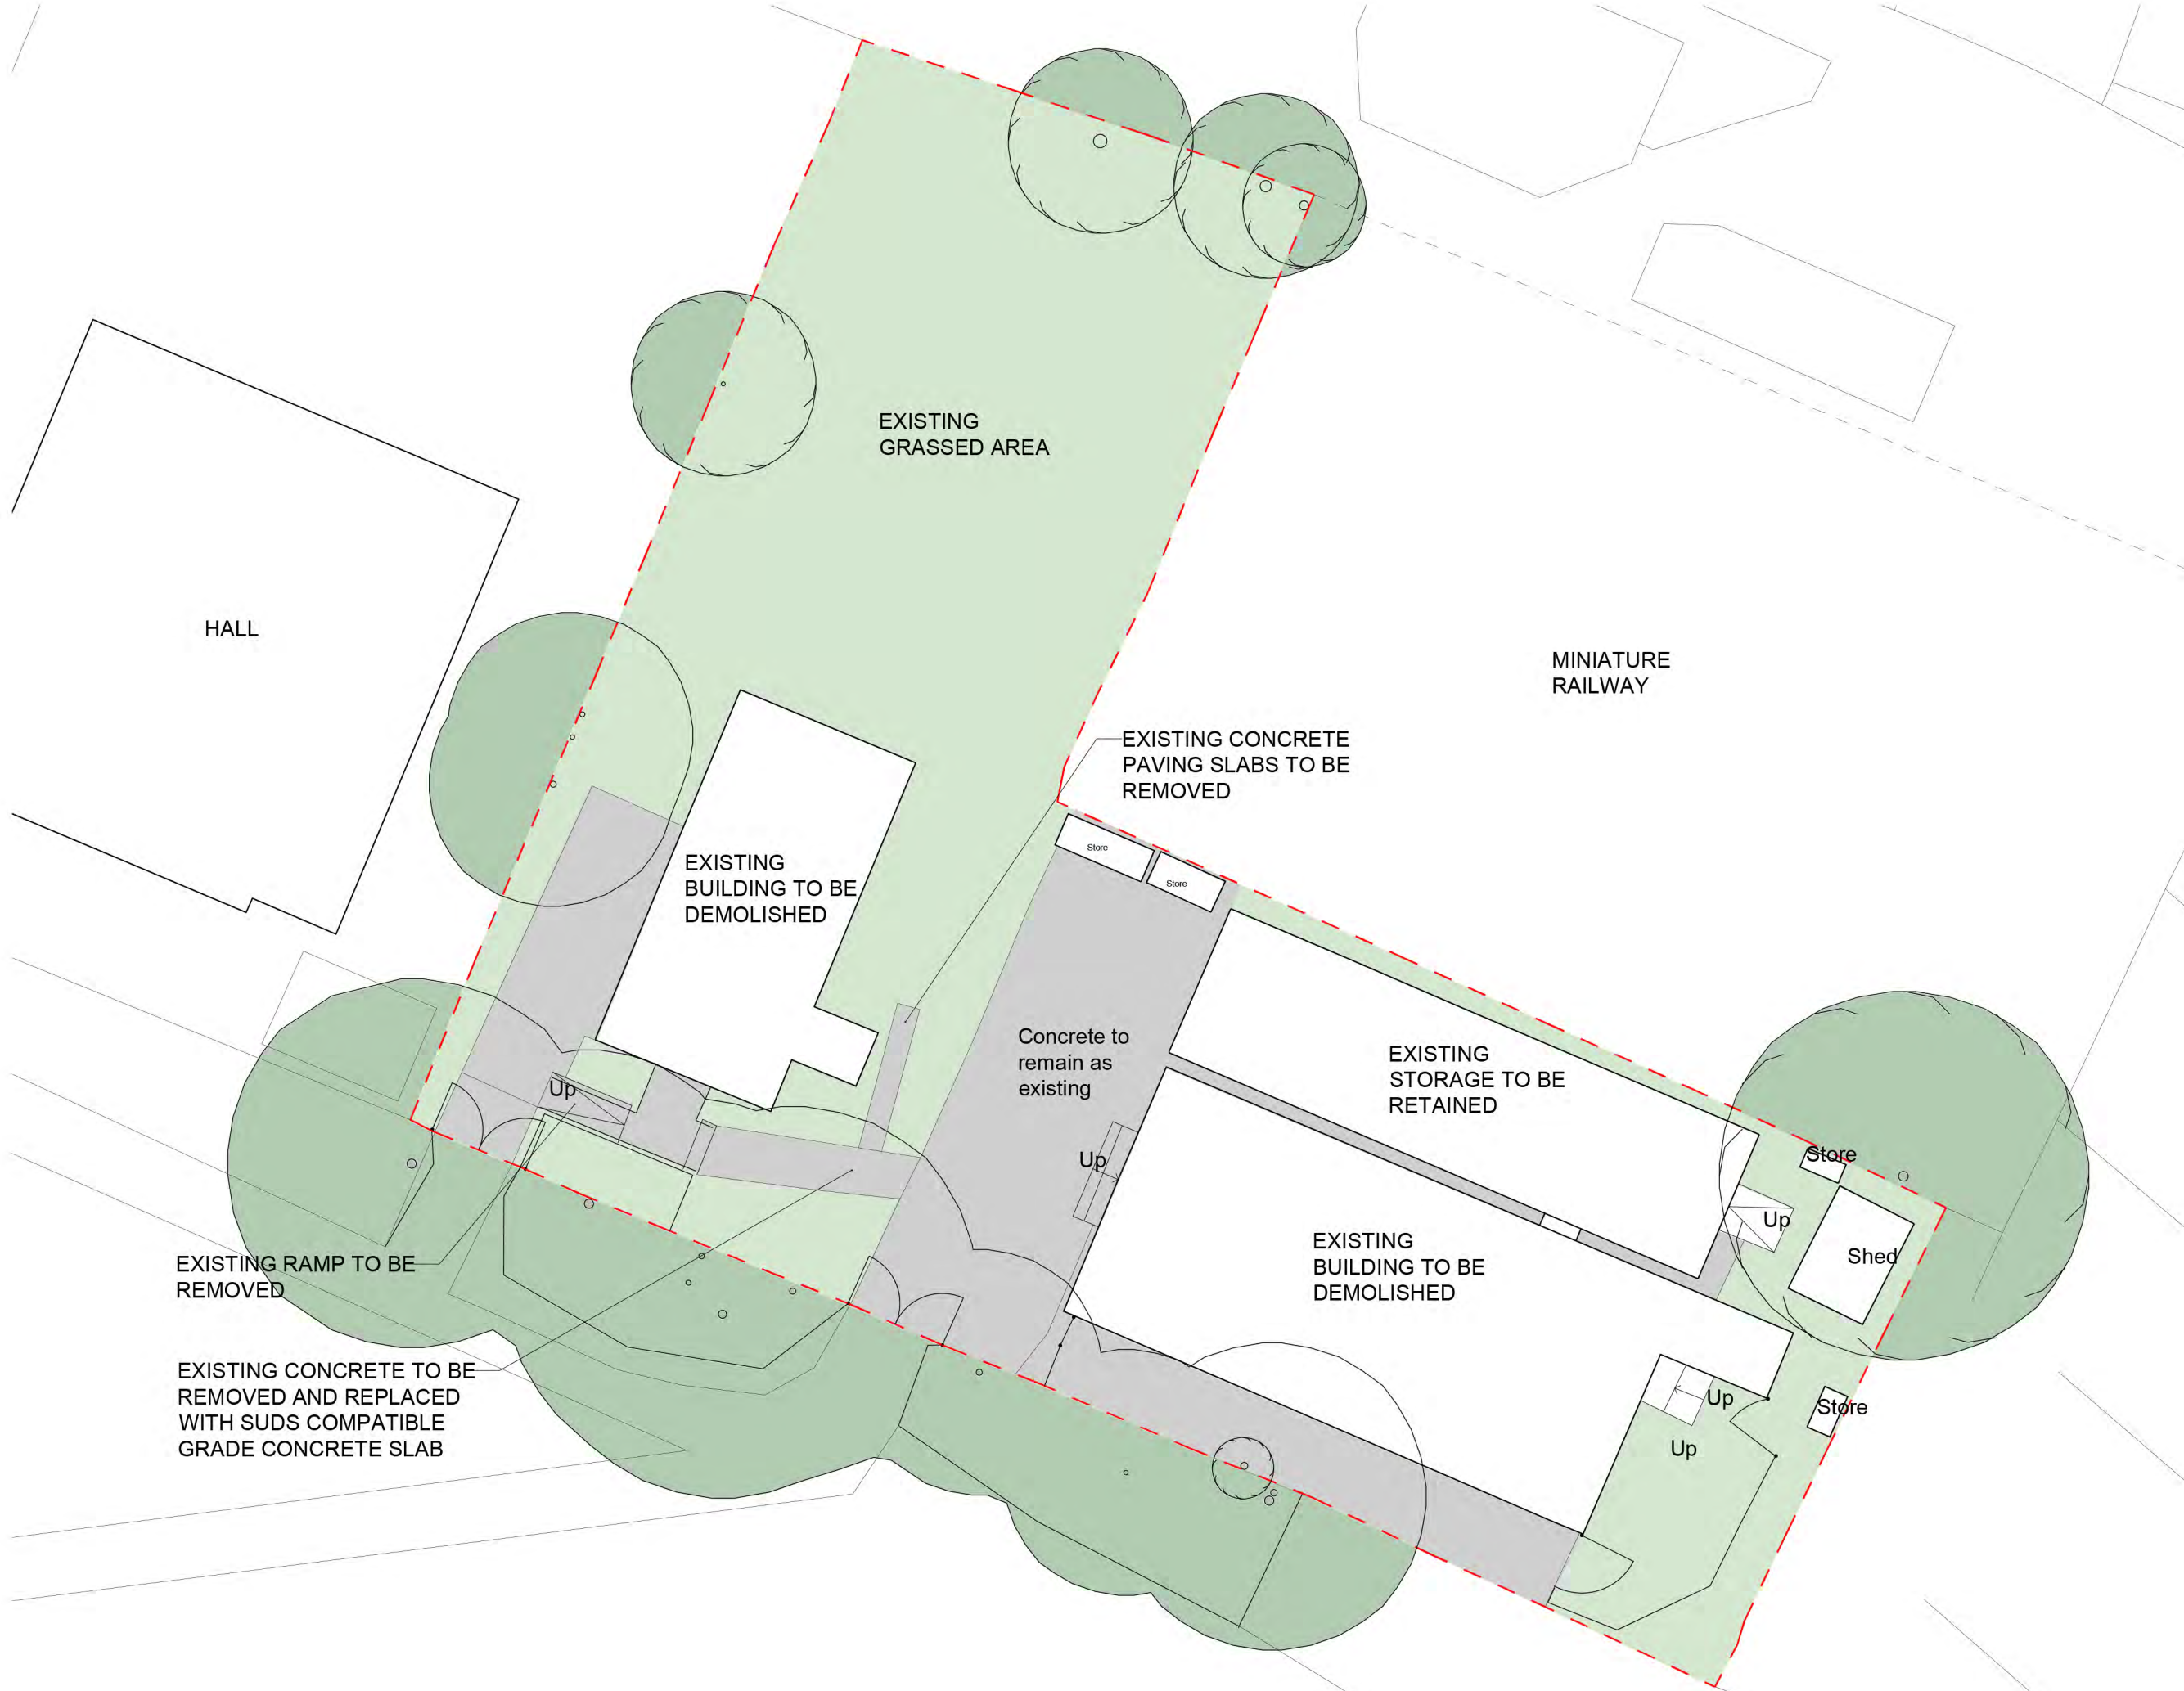 EXISTING
GRASSED AREA
HALL
MINIATURE
RAILWAY
EXISTING CONCRETE
PAVING SLABS TO BE
REMOVED
Store
Store
EXISTING
BUILDING TO BE
DEMOLISHED
Concrete to
remain as
existing
EXISTING
STORAGE TO BE
RETAINED
Up
Up
Store
Up
Shed
EXISTING RAMP TO BE
REMOVED
EXISTING
BUILDING TO BE
DEMOLISHED
EXISTING CONCRETE TO BE
REMOVED AND REPLACED
WITH SUDS COMPATIBLE
GRADE CONCRETE SLAB
Up
Store
Up